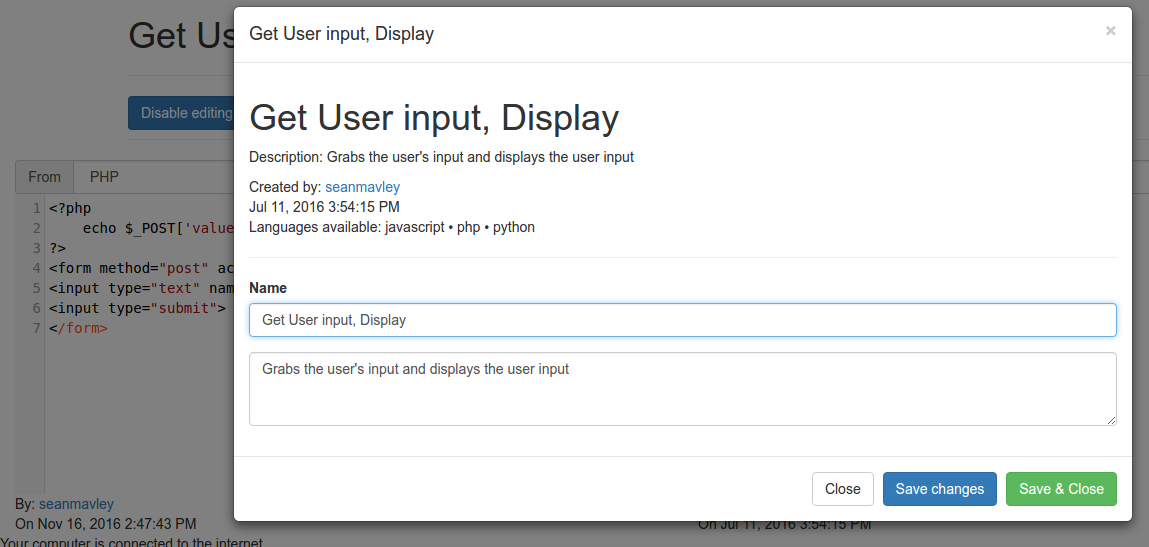 Get User input, Display
×
Get Us
Disable editing
Get User input, Display
Description: Grabs the user's input and displays the user input
Created by: seanmavley
Jul 11, 2016 3:54:15 PM
Languages available: javascript • php • python
Name
Get User input, Display
Grabs the user's input and displays the user input
Close
Save changes
Save & Close
From
PHP
1 <?php
2 echo $_POST['value
3 ?>
4 <form method="post" ac
5 <input type="text" nam
6 <input type="submit">
7 </form>
By: seanmavley
On Nov 16, 2016 2:47:43 PM
On Jul 11, 2016 3:54:15 PM
Your computer is connected to the internet